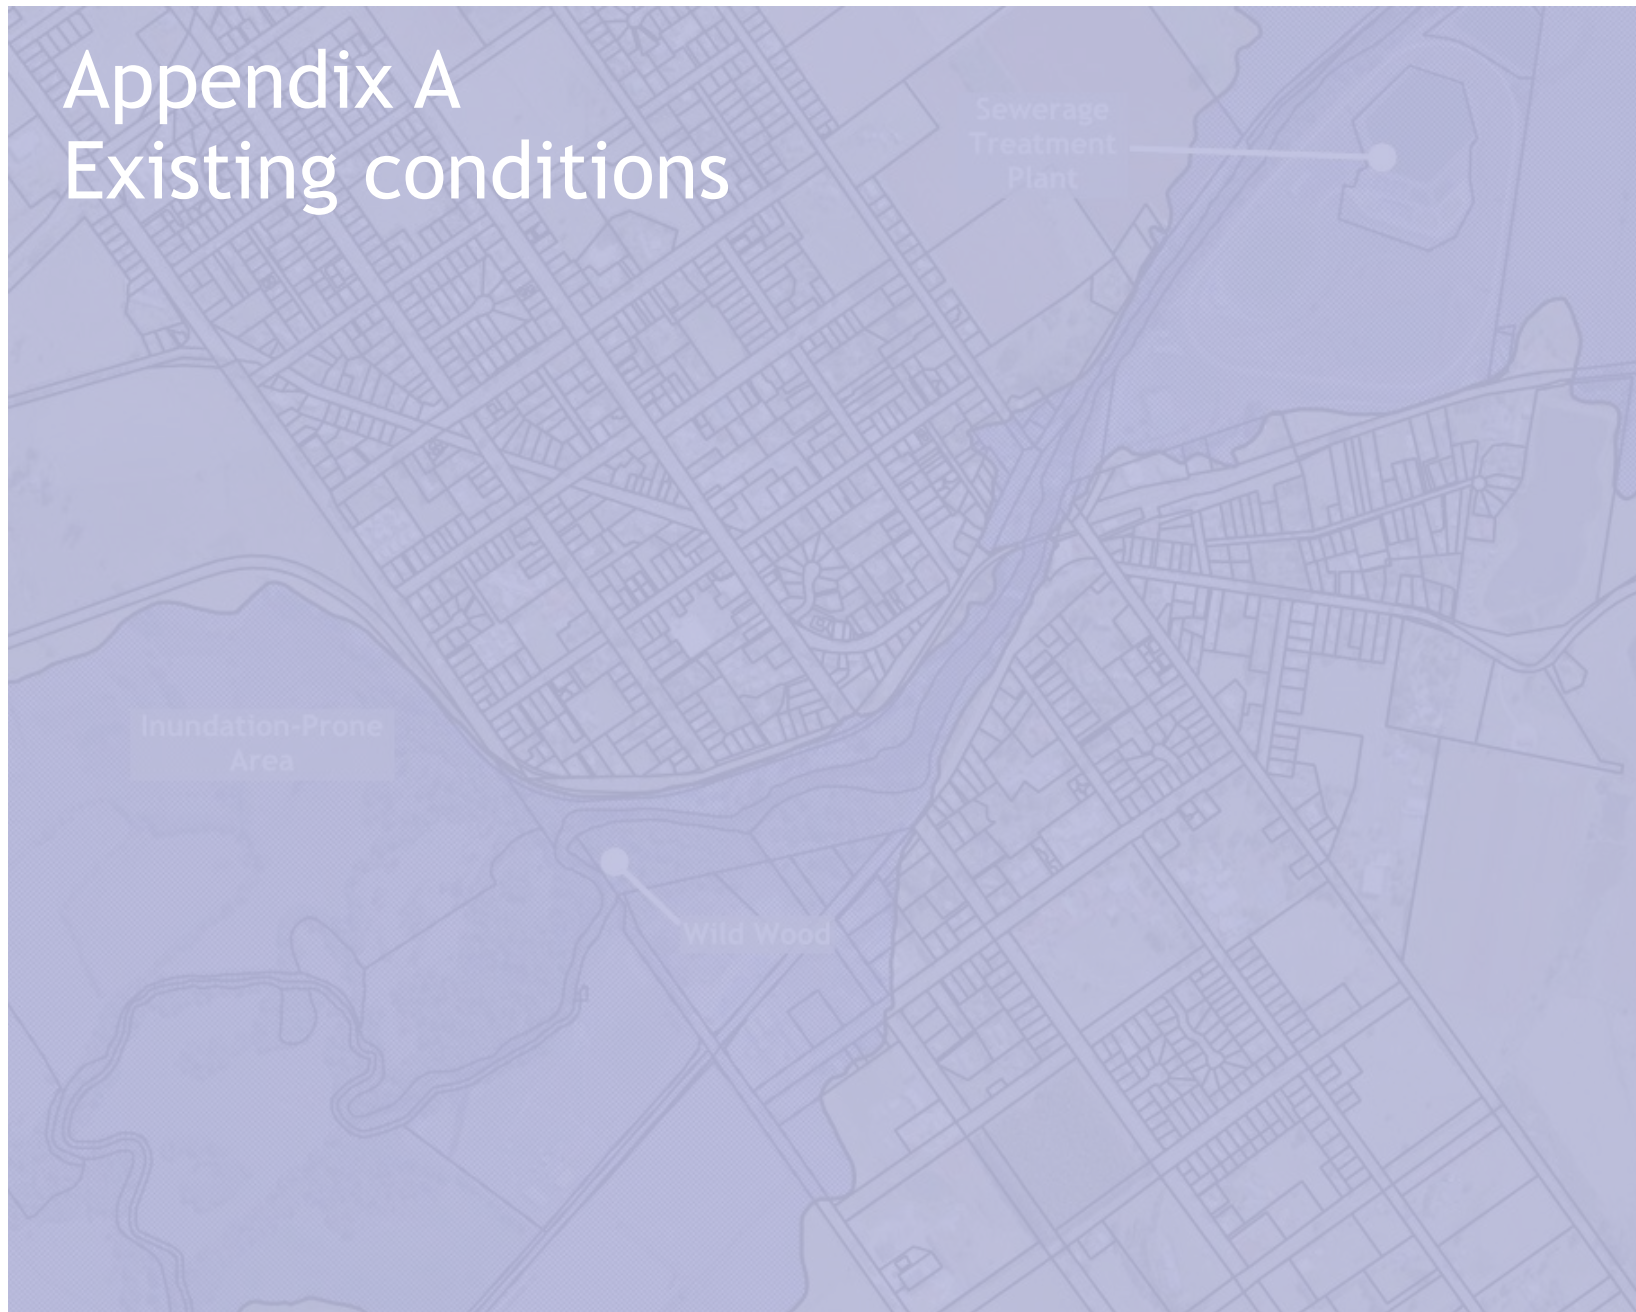 Appendix A
Existing conditions
Sewerage
Treatment
Plant
Inundation-Prone
Area
Wild Wood